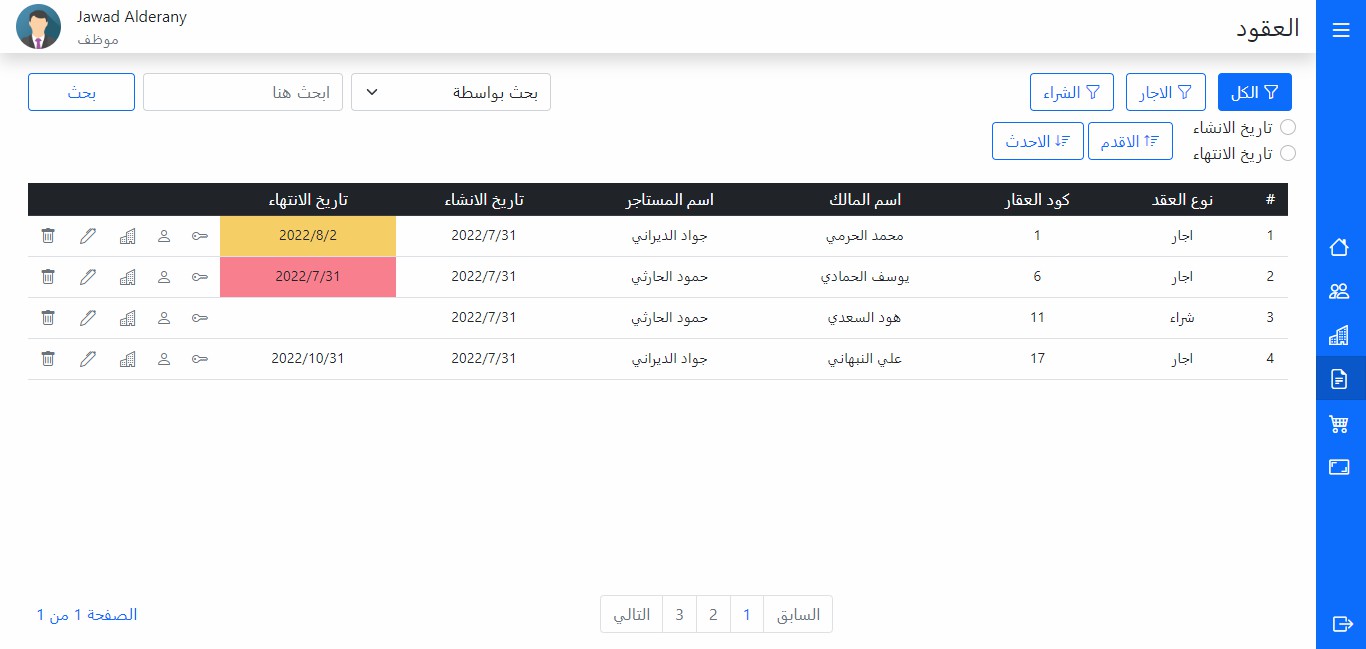 العقود
Jawad Alderany
موظف
الكل
الاجار
الشراء
بحث بواسطة
ابحث هنا
بحث
تاريخ الانشاء
تاريخ الانتهاء
الاقدم
الاحدث
# نوع العقد كود العقار اسم المالك اسم المستاجر تاريخ الانشاء تاريخ الانتهاء
1 اجار 1 محمد الحرمي جواد الديراني 2022/7/31 2022/8/2
2 اجار 6 يوسف الحمادي حمود الحارثي 2022/7/31 2022/7/31
3 شراء 11 هود السعدي حمود الحارثي 2022/7/31
4 اجار 17 علي النبهاني جواد الديراني 2022/7/31 2022/10/31
السابق 1 2 3 التالي
الصفحة 1 من 1